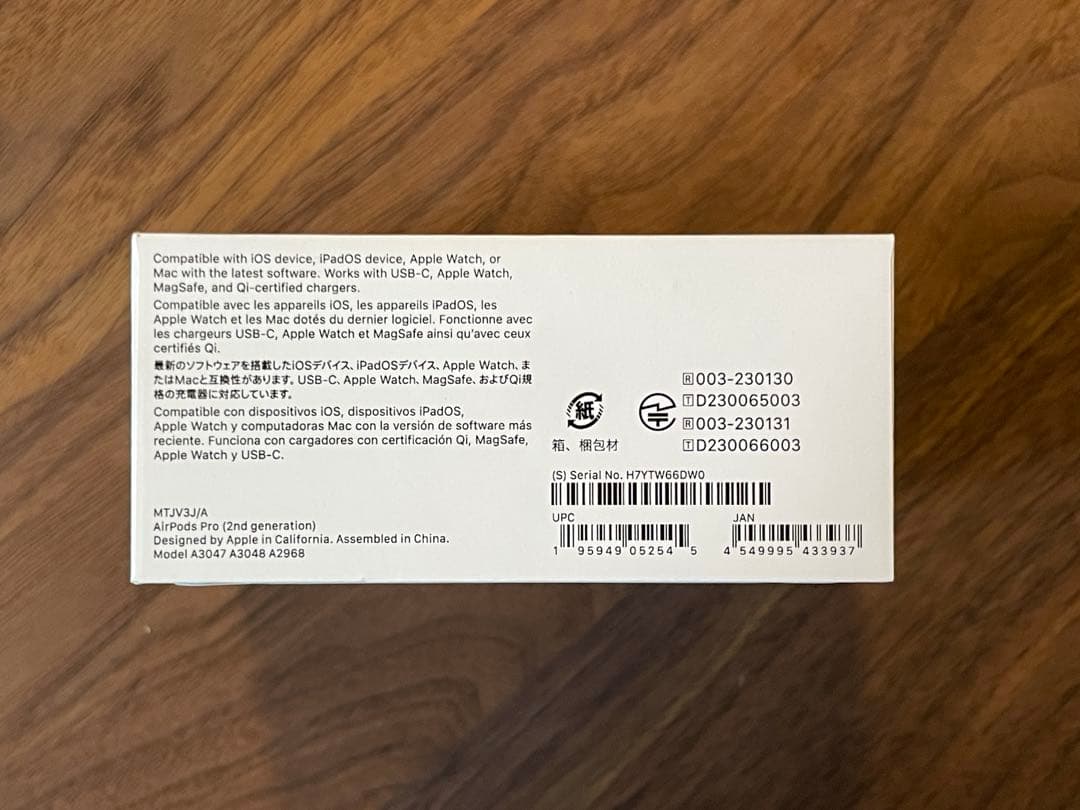 Compatible with iOS device, iPadOS device, Apple Watch, or
Mac with the latest software. Works with USB-C, Apple Watch,
MagSafe, and Qi-certified chargers.
Compatible avec les appareils iOS, les appareils iPadOS, les
Apple Watch et les Mac dotés du dernier logiciel. Fonctionne avec
les chargeurs USB-C, Apple Watch et MagSafe ainsi qu'avec ceux
certifiés Qi.
最新のソフトウェアを搭載したiOSデバイス、iPadOSデバイス、Apple Watch、ま
たはMacと互換性があります。USB-C、Apple Watch、MagSafe、およびQi規
格の充電器に対応しています。
Compatible con dispositivos iOS, dispositivos iPadOS,
Apple Watch y computadoras Mac con la versión de software más
reciente. Funciona con cargadores con certificación Qi, MagSafe,
Apple Watch y USB-C.
MTJV3J/A
AirPods Pro (2nd generation)
Designed by Apple in California. Assembled in China.
Model A3047 A3048 A2968
紙
箱、梱包材
R 003-230130
T D230065003
R 003-230131
T D230066003
(S) Serial No. H7YTW66DW0
UPC
1 95949 05254 5
JAN
4 549995 433937